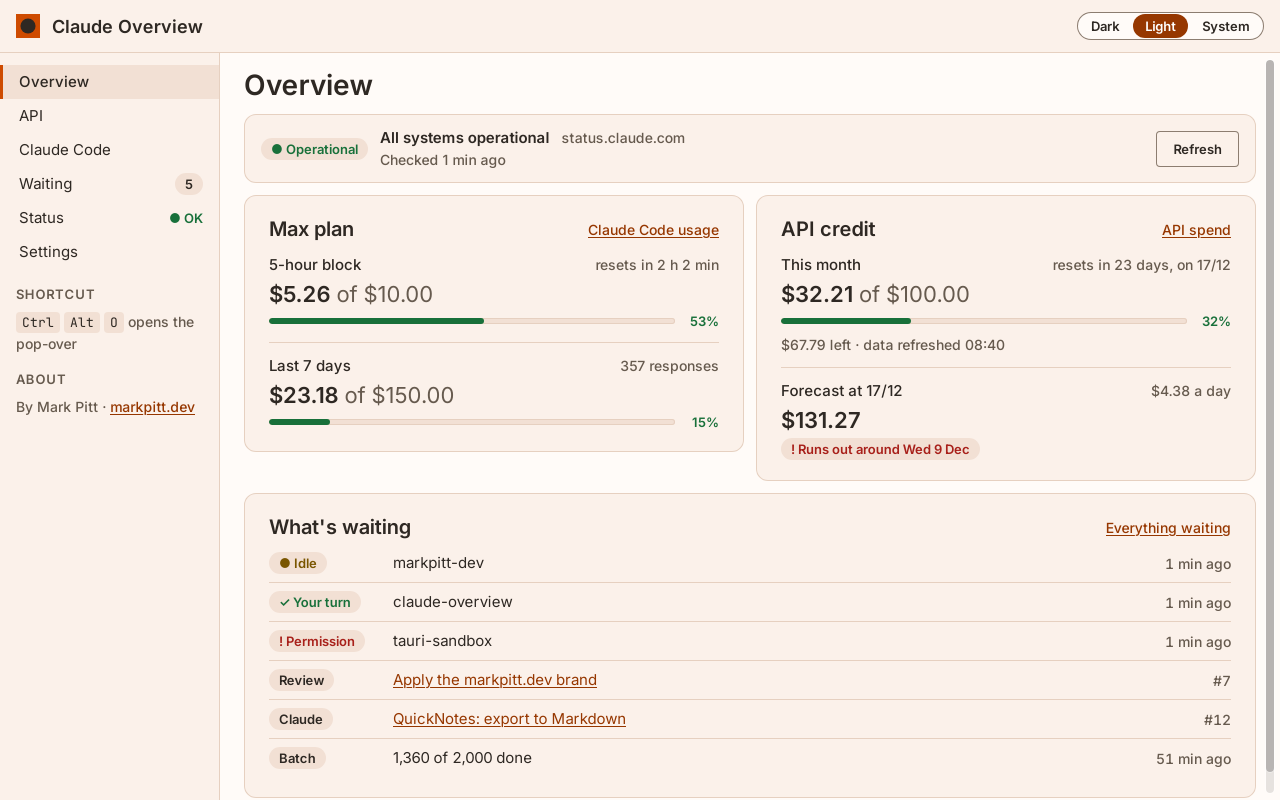 Claude Overview
Dark Light System
Overview
API
Claude Code
Waiting 5
Status OK
Settings
SHORTCUT
Ctrl Alt O opens the
pop-over
ABOUT
By Mark Pitt · markpitt.dev
Overview
Operational
All systems operational status.claude.com
Checked 1 min ago
Refresh
Max plan Claude Code usage
5-hour block resets in 2 h 2 min
$5.26 of $10.00
53%
Last 7 days 357 responses
$23.18 of $150.00
15%
API credit API spend
This month resets in 23 days, on 17/12
$32.21 of $100.00
32%
$67.79 left · data refreshed 08:40
Forecast at 17/12 $4.38 a day
$131.27
! Runs out around Wed 9 Dec
What's waiting Everything waiting
Idle markpitt-dev 1 min ago
✓ Your turn claude-overview 1 min ago
! Permission tauri-sandbox 1 min ago
Review Apply the markpitt.dev brand #7
Claude QuickNotes: export to Markdown #12
Batch 1,360 of 2,000 done 51 min ago